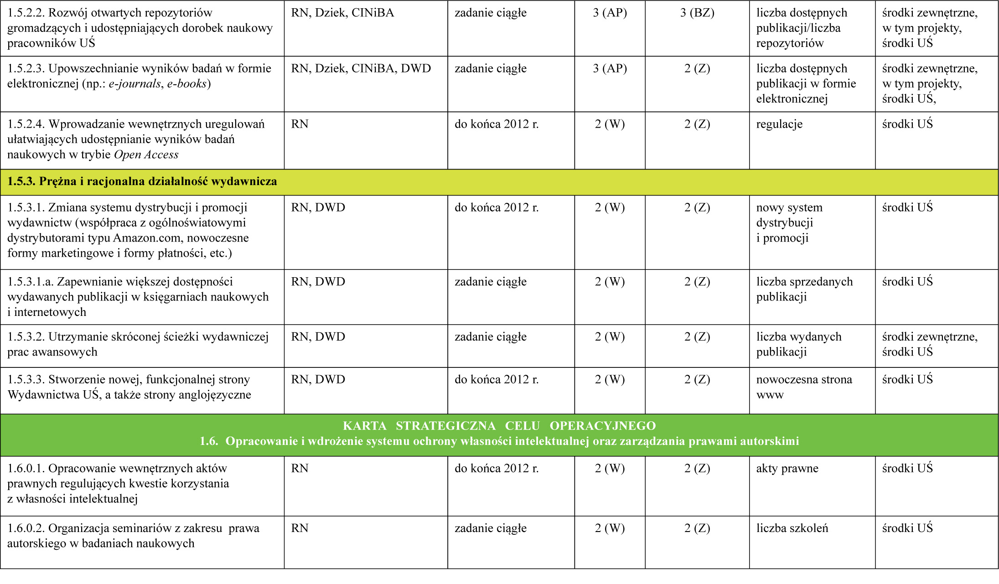 1.5.2.2. Rozwój otwartych repozytoriów
gromadzących i udostępniających dorobek naukowy
pracowników UŚ
RN, Dziek, CINiBA
zadanie ciągłe
3 (AP)
3 (BZ)
liczba dostępnych
publikacji/liczba
repozytoriów
środki zewnętrzne,
w tym projekty,
środki UŚ
1.5.2.3. Upowszechnianie wyników badań w formie
elektronicznej (np.: e-journals, e-books)
RN, Dziek, CINiBA, DWD
zadanie ciągłe
3 (AP)
2 (Z)
liczba dostępnych
publikacji w formie
elektronicznej
środki zewnętrzne,
w tym projekty,
środki UŚ,
1.5.2.4. Wprowadzanie wewnętrznych uregulowań
ułatwiających udostępnianie wyników badań
naukowych w trybie Open Access
RN
do końca 2012 r.
2 (W)
2 (Z)
regulacje
środki UŚ
1.5.3. Prężna i racjonalna działalność wydawnicza
1.5.3.1. Zmiana systemu dystrybucji i promocji
wydawnictw (współpraca z ogólnoświatowymi
dystrybutorami typu Amazon.com, nowoczesne
formy marketingowe i formy płatności, etc.)
RN, DWD
do końca 2012 r.
2 (W)
2 (Z)
nowy system
dystrybucji
i promocji
środki UŚ
1.5.3.1.a. Zapewnianie większej dostępności
wydawanych publikacji w księgarniach naukowych
i internetowych
RN, DWD
zadanie ciągłe
2 (W)
2 (Z)
liczba sprzedanych
publikacji
środki UŚ
1.5.3.2. Utrzymanie skróconej ścieżki wydawniczej
prac awansowych
RN, DWD
zadanie ciągłe
2 (W)
2 (Z)
liczba wydanych
publikacji
środki zewnętrzne,
środki UŚ
1.5.3.3. Stworzenie nowej, funkcjonalnej strony
Wydawnictwa UŚ, a także strony anglojęzyczne
RN, DWD
do końca 2012 r.
2 (W)
2 (Z)
nowoczesna strona
www
środki UŚ
KARTA STRATEGICZNA CELU OPERACYJNEGO
1.6. Opracowanie i wdrożenie systemu ochrony własności intelektualnej oraz zarządzania prawami autorskimi
1.6.0.1. Opracowanie wewnętrznych aktów
prawnych regulujących kwestie korzystania
z własności intelektualnej
RN
do końca 2012 r.
2 (W)
2 (Z)
akty prawne
środki UŚ
1.6.0.2. Organizacja seminariów z zakresu prawa
autorskiego w badaniach naukowych
RN
zadanie ciągłe
2 (W)
2 (Z)
liczba szkoleń
środki UŚ